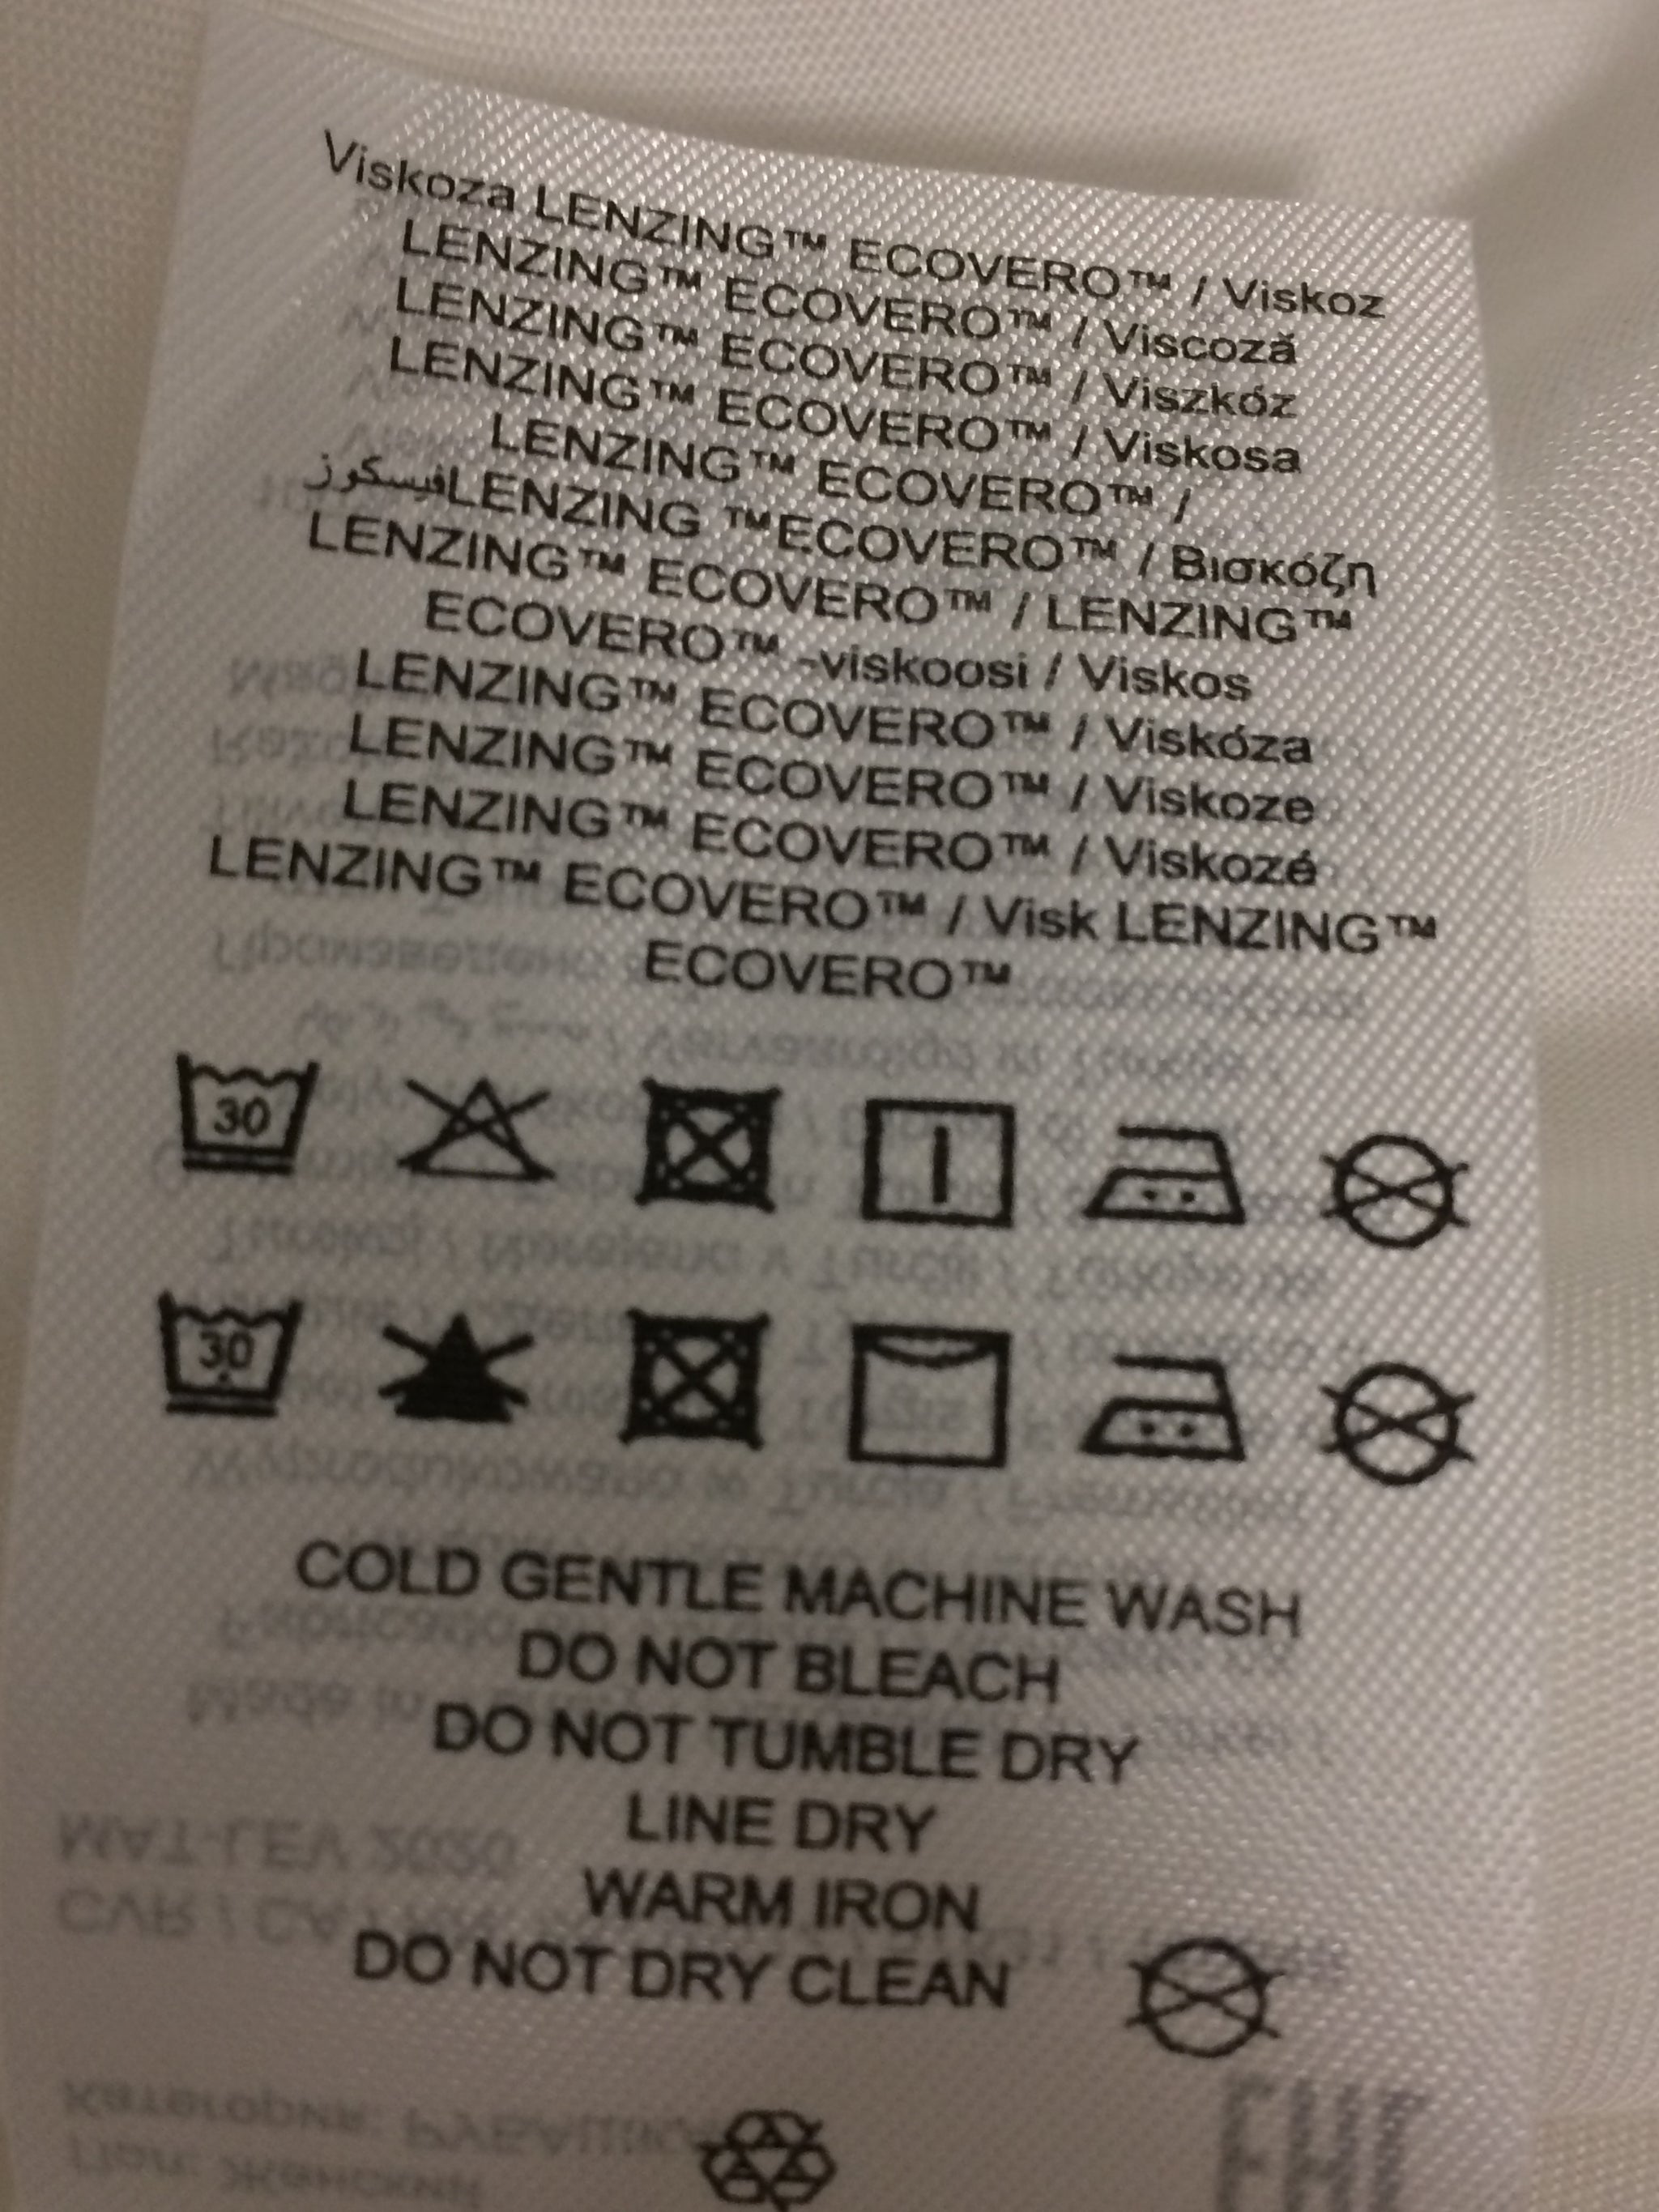 Viskoza LENZING™ ECOVERO™ / Viskoz
LENZING™ ECOVERO™ / Viscoză
LENZING™ ECOVERO™ / Viszkóz
LENZING™ ECOVERO™ / Viskosa
LENZING™ ECOVERO™ /
فيسكوزLENZING ™ECOVERO™ / Βισκόζη
LENZING™ ECOVERO™ / LENZING™
ECOVERO™ -viskoosi / Viskos
LENZING™ ECOVERO™ / Viskóza
LENZING™ ECOVERO™ / Viskoze
LENZING™ ECOVERO™ / Viskozė
LENZING™ ECOVERO™ / Visk LENZING™
ECOVERO™
30
30
COLD GENTLE MACHINE WASH
DO NOT BLEACH
DO NOT TUMBLE DRY
LINE DRY
WARM IRON
DO NOT DRY CLEAN